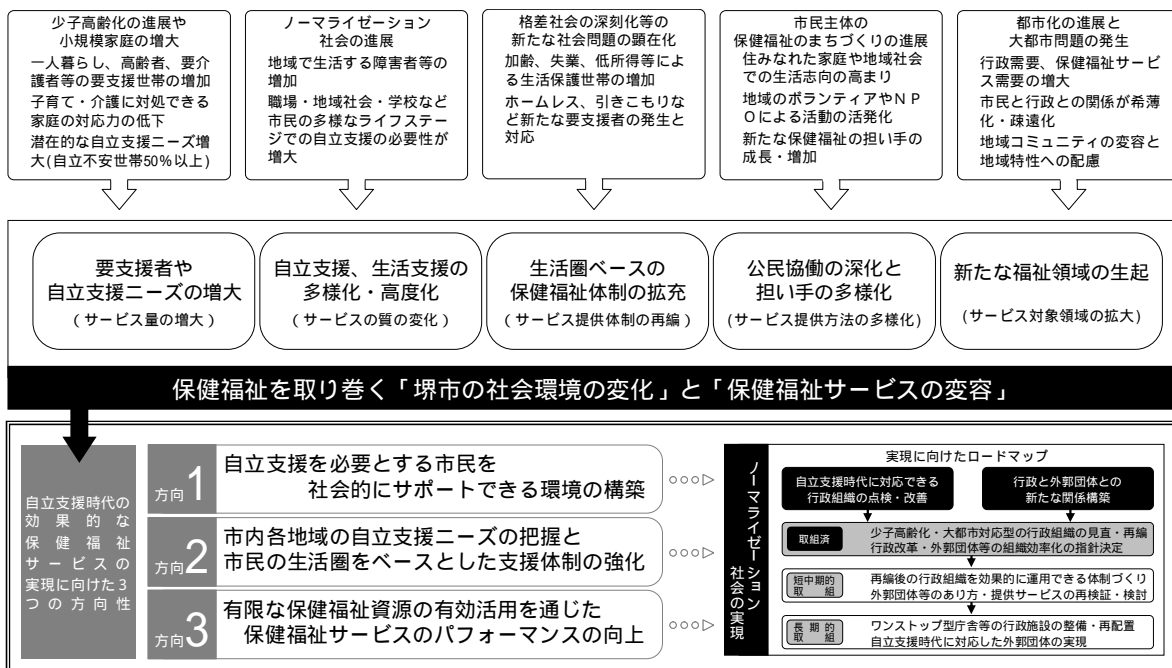 少子高齢化の進展や
小規模家庭の増大
一人暮らし、高齢者、要介
護者等の要支援世帯の増加
子育て・介護に対処できる
家庭の対応力の低下
潜在的な自立支援ニーズ増
大(自立不安世帯50%以上)
ノーマライゼーション
社会の進展
地域で生活する障害者等の
増加
職場・地域社会・学校など
市民の多様なライフステー
ジでの自立支援の必要性が
増大
格差社会の深刻化等の
新たな社会問題の顕在化
加齢、失業、低所得等によ
る生活保護世帯の増加
ホームレス、引きこもりな
ど新たな要支援者の発生と
対応
市民主体の
保健福祉のまちづくりの進展
住みなれた家庭や地域社会
での生活志向の高まり
地域のボランティアやNP
Oによる活動の活発化
新たな保健福祉の担い手の
成長・増加
都市化の進展と
大都市問題の発生
行政需要、保健福祉サービ
ス需要の増大
市民と行政との関係が希薄
化・疎遠化
地域コミュニティの変容と
地域特性への配慮
要支援者や
自立支援ニーズの増大
(サービス量の増大)
自立支援、生活支援の
多様化・高度化
(サービスの質の変化)
生活圏ベースの
保健福祉体制の拡充
(サービス提供体制の再編)
公民協働の深化と
担い手の多様化
(サービス提供方法の多様化)
新たな福祉領域の生起
(サービス対象領域の拡大)
保健福祉を取り巻く「堺市の社会環境の変化」と「保健福祉サービスの変容」
自立支援時代の
効果的な
保健福祉
サービスの
実現に向けた3
つの方向性
方向1
自立支援を必要とする市民を
社会的にサポートできる環境の構築
方向2
市内各地域の自立支援ニーズの把握と
市民の生活圏をベースとした支援体制の強化
方向3
有限な保健福祉資源の有効活用を通じた
保健福祉サービスのパフォーマンスの向上
ノーマライゼーション
社会の実現
実現に向けたロードマップ
自立支援時代に対応できる
行政組織の点検・改善
行政と外郭団体との
新たな関係構築
取組済
少子高齢化・大都市対応型の行政組織の見直・再編
行政改革・外郭団体等の組織効率化の指針決定
短中期的
取組
再編後の行政組織を効果的に運用できる体制づくり
外郭団体等のあり方・提供サービスの再検証・検討
長期的
取組
ワンストップ型庁舎等の行政施設の整備・再配置
自立支援時代に対応した外郭団体の実現